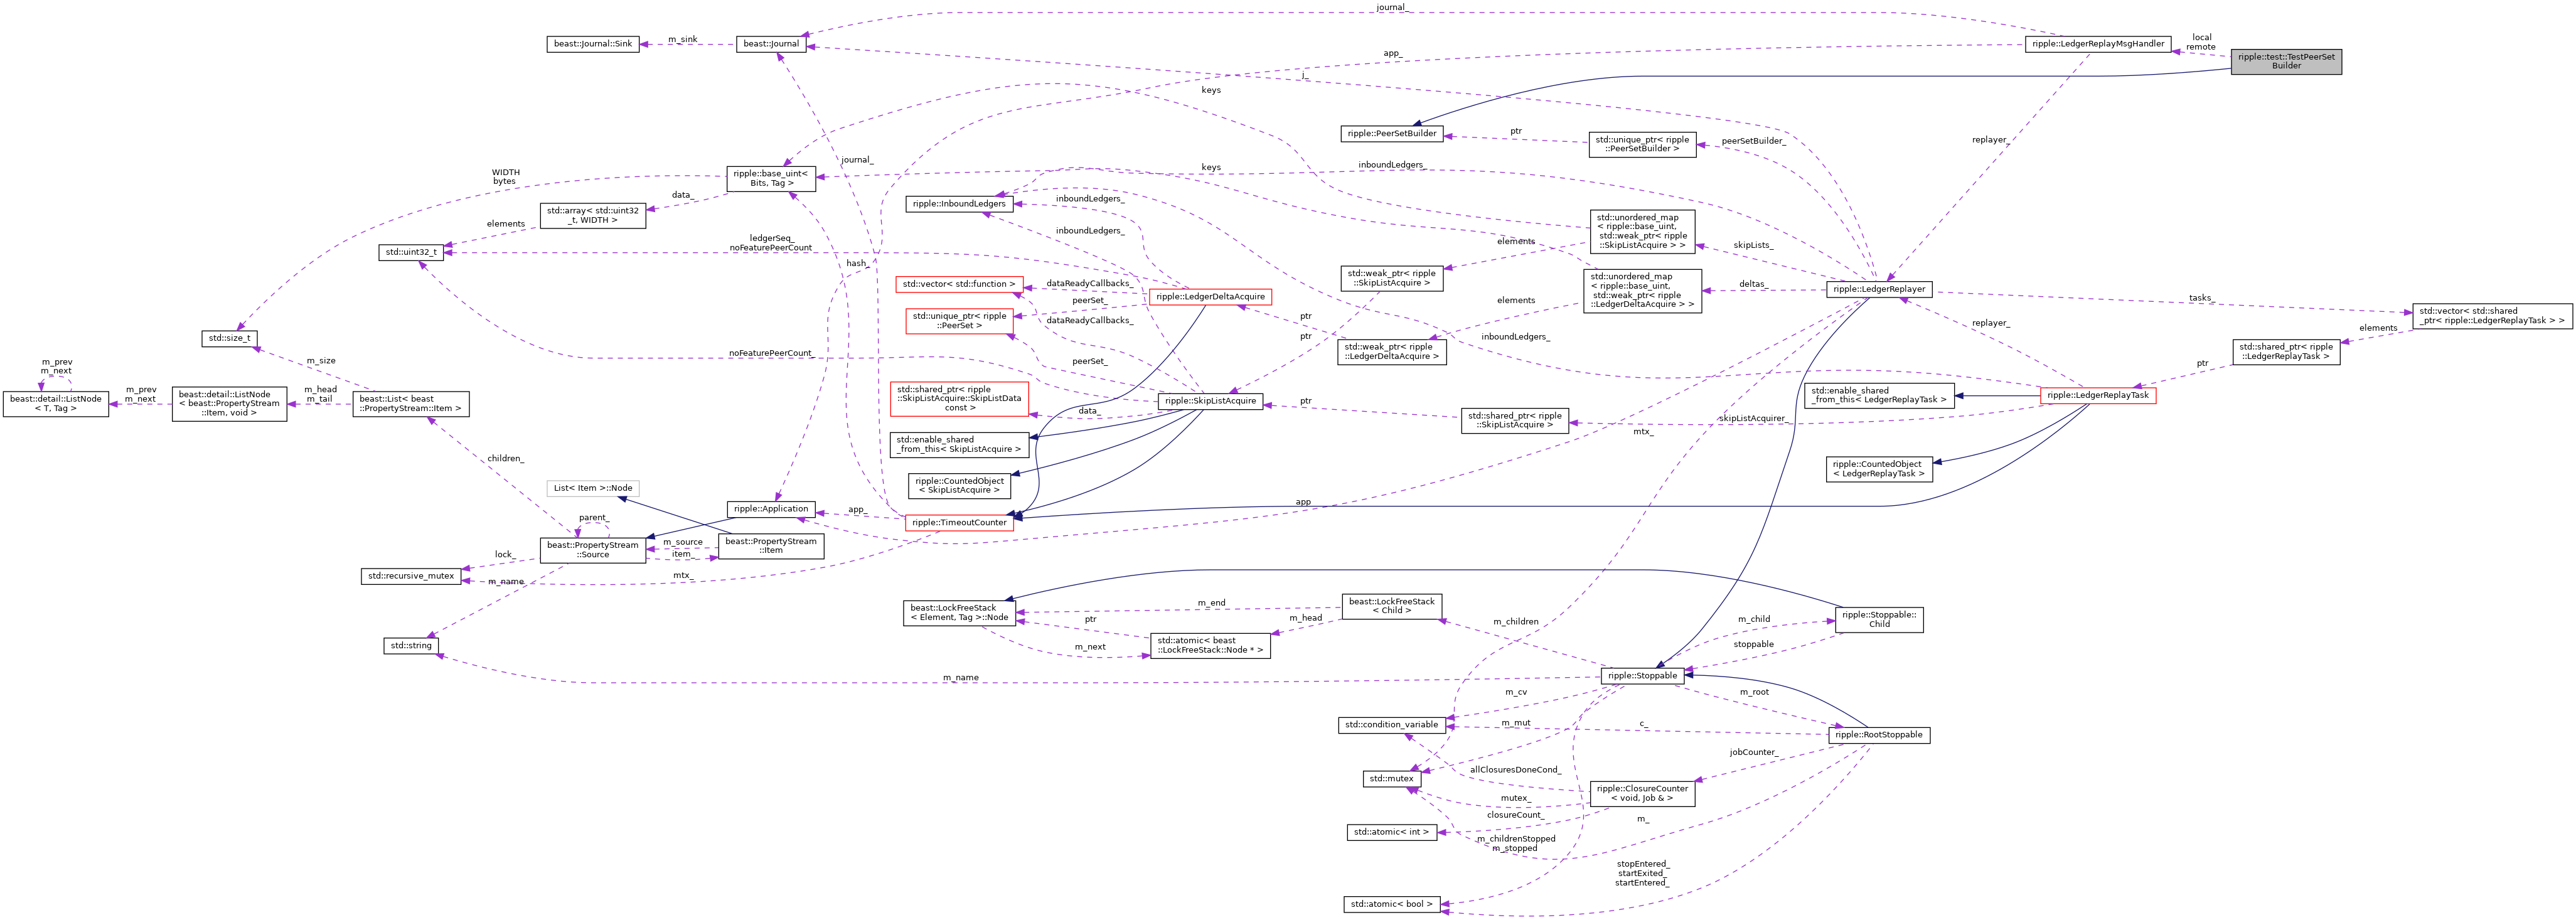 journal_
beast::Journal::Sink
m_sink
beast::Journal
ripple::LedgerReplayMsgHandler
local
remote
ripple::test::TestPeerSet
Builder
app_
j_
keys
ripple::PeerSetBuilder
ptr
std::unique_ptr< ripple
::PeerSetBuilder >
peerSetBuilder_
replayer_
journal_
WIDTH
bytes
ripple::base_uint<
Bits, Tag >
keys
inboundLedgers_
data_
std::array< std::uint32
_t, WIDTH >
elements
ripple::InboundLedgers
inboundLedgers_
inboundLedgers_
std::unordered_map
< ripple::base_uint,
std::weak_ptr< ripple
::SkipListAcquire > >
skipLists_
elements
std::uint32_t
ledgerSeq_
noFeaturePeerCount_
hash_
std::weak_ptr< ripple
::SkipListAcquire >
std::unordered_map
< ripple::base_uint,
std::weak_ptr< ripple
::LedgerDeltaAcquire > >
deltas_
ripple::LedgerReplayer
std::vector< std::function >
dataReadyCallbacks_
ripple::LedgerDeltaAcquire
peerSet_
elements
tasks_
std::vector< std::shared
_ptr< ripple::LedgerReplayTask > >
std::unique_ptr< ripple
::PeerSet >
dataReadyCallbacks_
ptr
ptr
replayer_
elements
std::size_t
inboundLedgers_
std::weak_ptr< ripple
::LedgerDeltaAcquire >
std::shared_ptr< ripple
::LedgerReplayTask >
noFeaturePeerCount_
peerSet_
m_size
ptr
m_prev
m_next
beast::detail::ListNode
< T, Tag >
m_prev
m_next
beast::detail::ListNode
< beast::PropertyStream
::Item, void >
m_head
m_tail
beast::List< beast
::PropertyStream::Item >
std::shared_ptr< ripple
::SkipListAcquire::SkipListData
const >
data_
ripple::SkipListAcquire
ptr
std::shared_ptr< ripple
::SkipListAcquire >
skipListAcquirer_
std::enable_shared
_from_this< LedgerReplayTask >
ripple::LedgerReplayTask
mtx_
std::enable_shared
_from_this< SkipListAcquire >
children_
ripple::CountedObject
< SkipListAcquire >
ripple::CountedObject
< LedgerReplayTask >
List< Item >::Node
ripple::Application
app_
app
ripple::TimeoutCounter
parent_
beast::PropertyStream
::Source
m_source
item_
beast::PropertyStream
::Item
lock_
std::recursive_mutex
mtx_
m_name
beast::LockFreeStack
< Element, Tag >::Node
m_end
beast::LockFreeStack
< Child >
m_head
ptr
m_next
std::atomic< beast
::LockFreeStack::Node * >
m_children
m_child
stoppable
ripple::Stoppable::
Child
std::string
m_name
ripple::Stoppable
m_cv
m_root
std::condition_variable
m_mut
c_
ripple::RootStoppable
jobCounter_
allClosuresDoneCond_
std::mutex
mutex_
ripple::ClosureCounter
< void, Job & >
closureCount_
m_
std::atomic< int >
m_childrenStopped
m_stopped
stopEntered_
startExited_
startEntered_
std::atomic< bool >